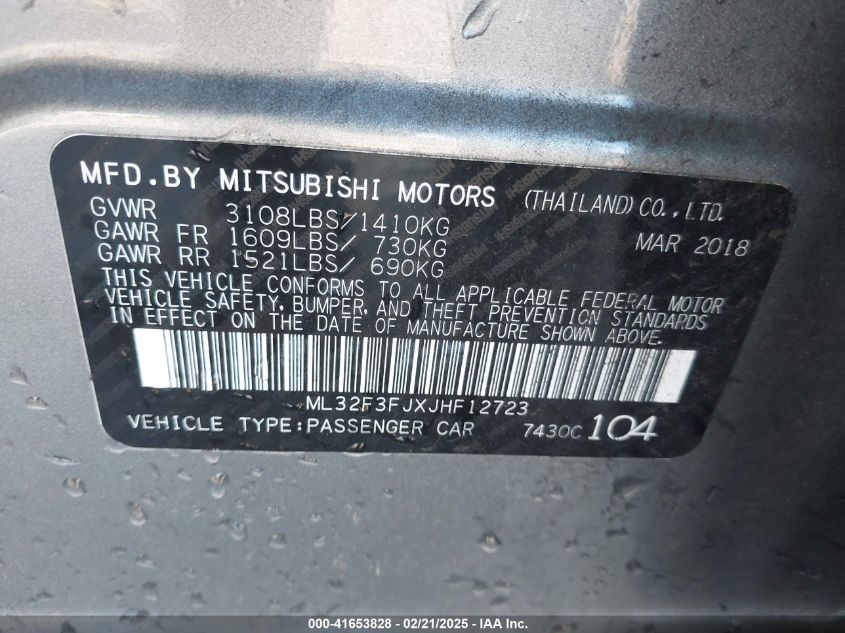 MFD.BY MITSUBISHI MOTORS (THAILAND) CO.,LTD.
GVWR 3108LBS/1410KG MAR 2018
GAWR FR 1609LBS/ 730KG
GAWR RR 1521LBS/ 690KG
THIS VEHICLE CONFORMS TO ALL APPLICABLE FEDERAL MOTOR
VEHICLE SAFETY, BUMPER, AND THEFT PREVENTION STANDARDS
IN EFFECT ON THE DATE OF MANUFACTURE SHOWN ABOVE.
ML32F3FJXJHF12723
VEHICLE TYPE:PASSENGER CAR 7430C 104
000-41653828 - 02/21/2025 - IAA Inc.